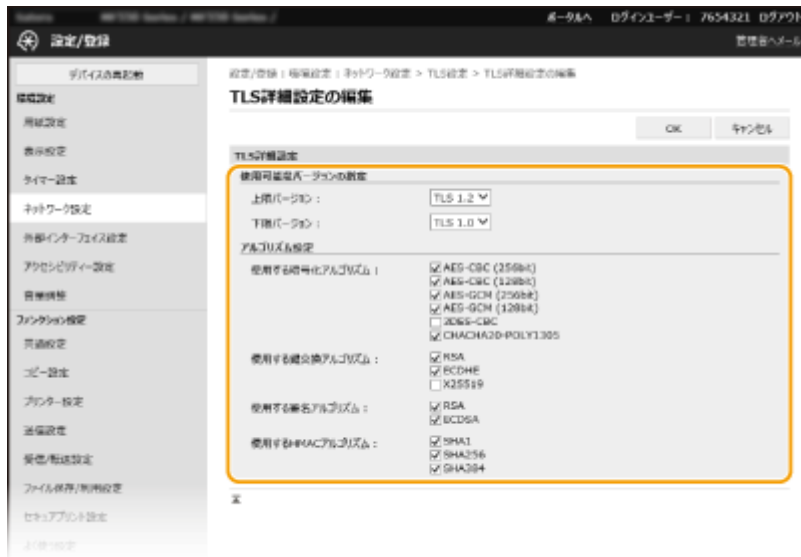 ポータルへ ログインユーザー: 7654321 ログアウト
設定/登録
管理者へメール
デバイスの再起動
設定/登録 : 環境設定 : ネットワーク設定 > TLS設定 > TLS詳細設定の編集
TLS詳細設定の編集
OK キャンセル
環境設定
用紙設定
表示設定
タイマー設定
ネットワーク設定
外部インターフェイス設定
アクセシビリティー設定
音量調整
ファンクション設定
共通設定
コピー設定
プリンター設定
送信設定
受信/転送設定
ファイル保存/利用設定
セキュアプリント設定
TLS詳細設定
使用可能なバージョンの設定
上限バージョン : TLS 1.2
下限バージョン : TLS 1.0
アルゴリズム設定
使用する暗号化アルゴリズム : AES-CBC (256bit)
AES-CBC (128bit)
AES-GCM (256bit)
AES-GCM (128bit)
3DES-CBC
CHACHA20-POLY1305
使用する鍵交換アルゴリズム : RSA
ECDHE
X25519
使用する署名アルゴリズム : RSA
ECDSA
使用するHMACアルゴリズム : SHA1
SHA256
SHA384